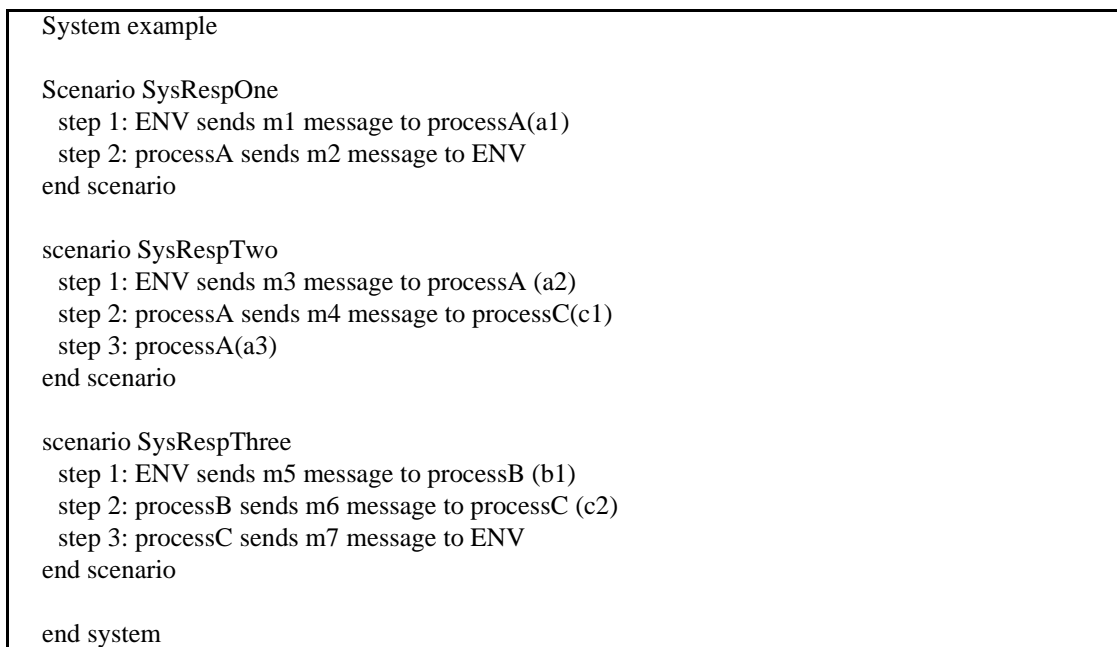 System example
Scenario SysRespOne
step 1: ENV sends m1 message to processA(a1)
step 2: processA sends m2 message to ENV
end scenario
scenario SysRespTwo
step 1: ENV sends m3 message to processA (a2)
step 2: processA sends m4 message to processC(c1)
step 3: processA(a3)
end scenario
scenario SysRespThree
step 1: ENV sends m5 message to processB (b1)
step 2: processB sends m6 message to processC (c2)
step 3: processC sends m7 message to ENV
end scenario
end system